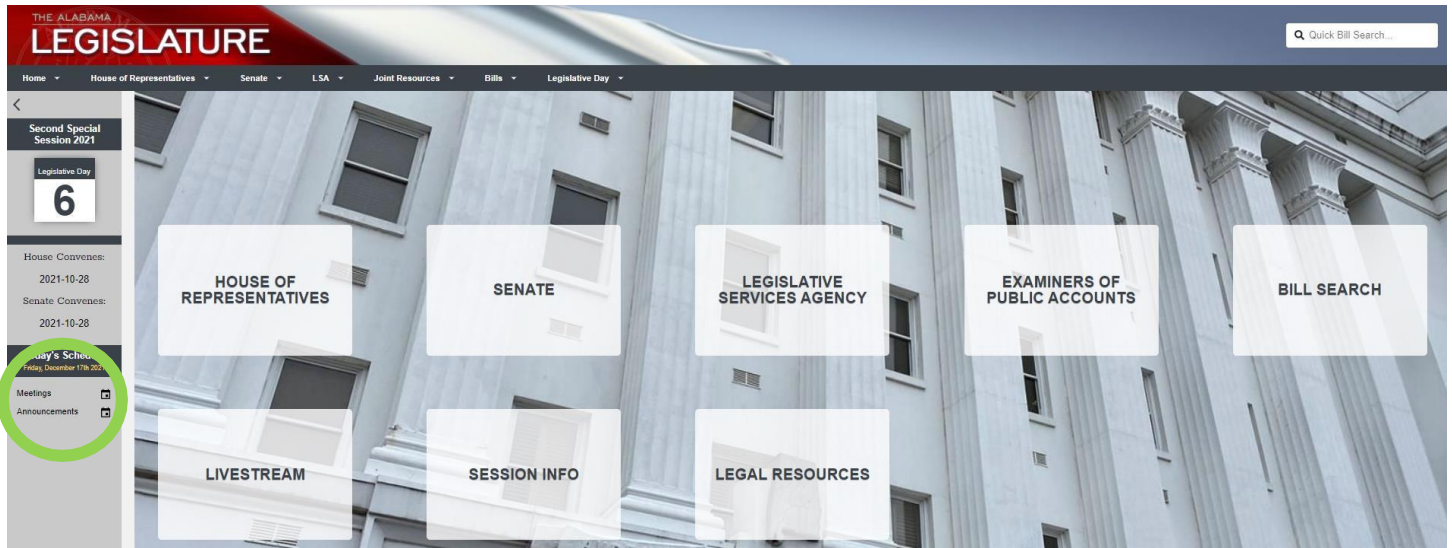 THE ALABAMA
LEGISLATURE
Quick Bill Search...
Home House of Representatives Senate LSA Joint Resources Bills Legislative Day
Second Special
Session 2021
Legislative Day
6
House Convenes:
2021-10-28
Senate Convenes:
2021-10-28
Friday, December 17th
Meetings
Announcements
HOUSE OF
REPRESENTATIVES
SENATE
LEGISLATIVE
SERVICES AGENCY
EXAMINERS OF
PUBLIC ACCOUNTS
BILL SEARCH
LIVESTREAM
SESSION INFO
LEGAL RESOURCES